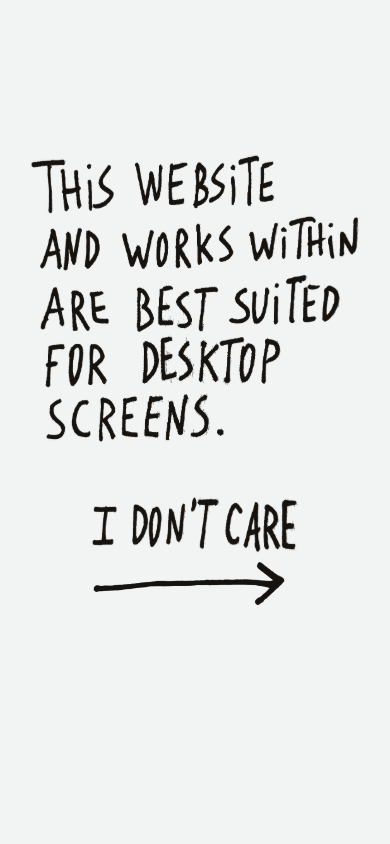 THiS WEBSiTE
AND WORKS WiTHiN
ARE BEST SUiTED
FOR DESKTOP
SCREENS.
I DON'T CARE